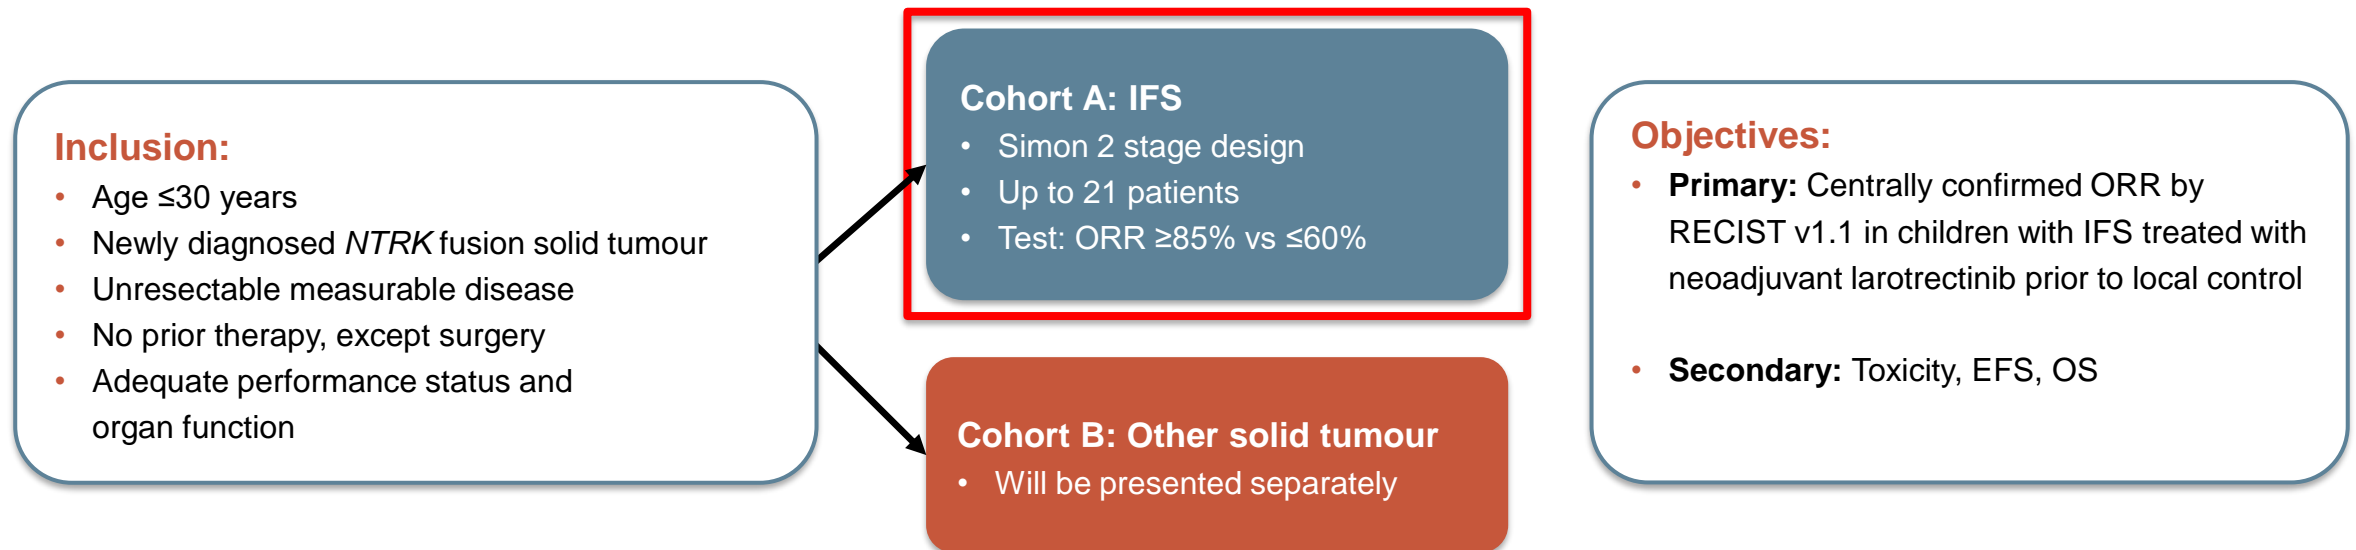 Inclusion:
• Age ≤30 years
• Newly diagnosed NTRK fusion solid tumour
• Unresectable measurable disease
• No prior therapy, except surgery
• Adequate performance status and
organ function
Cohort A: IFS
• Simon 2 stage design
• Up to 21 patients
• Test: ORR ≥85% vs ≤60%
Cohort B: Other solid tumour
• Will be presented separately
Objectives:
• Primary: Centrally confirmed ORR by
RECIST v1.1 in children with IFS treated with
neoadjuvant larotrectinib prior to local control
• Secondary: Toxicity, EFS, OS